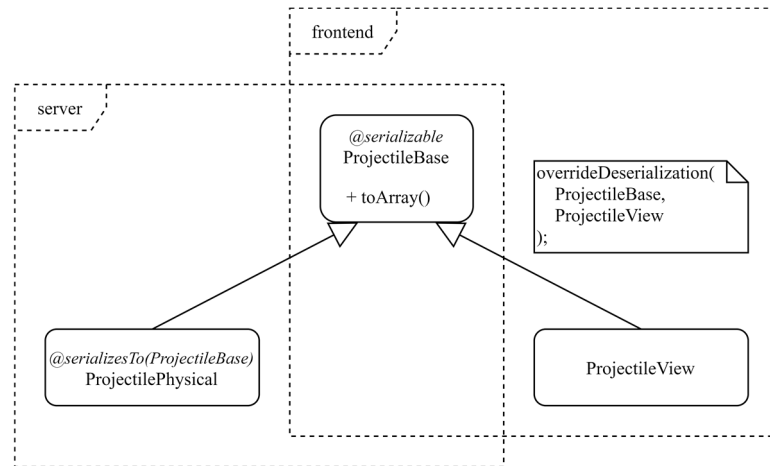 frontend
server
@serializable
ProjectileBase
+ toArray()
overrideDeserialization(
ProjectileBase,
ProjectileView
);
@serializesTo(ProjectileBase)
ProjectilePhysical
ProjectileView